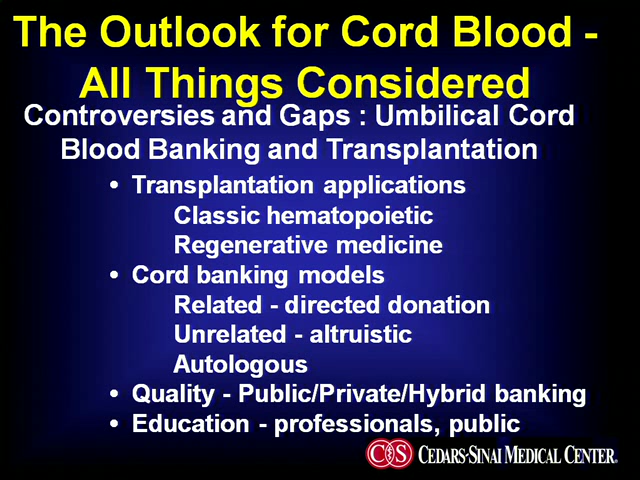 The Outlook for Cord Blood -
All Things Considered
Controversies and Gaps : Umbilical Cord
Blood Banking and Transplantation
• Transplantation applications
Classic hematopoietic
Regenerative medicine
• Cord banking models
Related - directed donation
Unrelated - altruistic
Autologous
• Quality - Public/Private/Hybrid banking
• Education - professionals, public
CS CEDARS-SINAI MEDICAL CENTER®